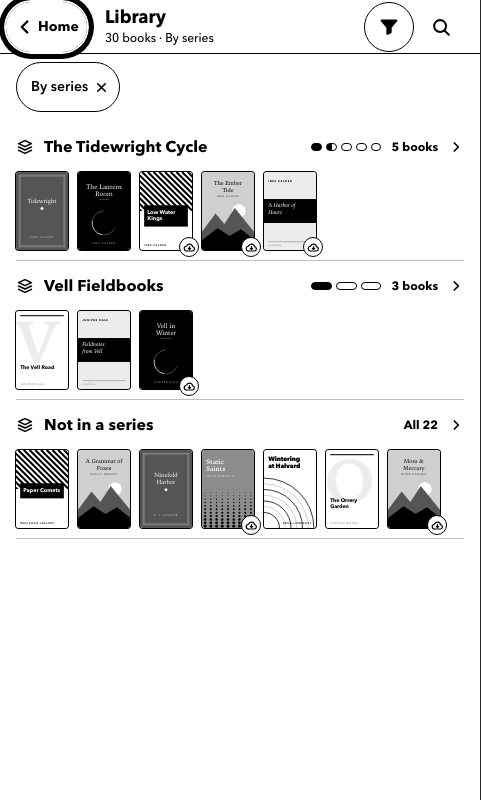 Home
Library
30 books · By series
By series
The Tidewright Cycle
5 books
Tidewright
The Lantern
Room
Low Water
Kings
The Ember
Tide
A Harbor of
Hours
Vell Fieldbooks
3 books
The Vell Road
Fieldnotes
from Vell
Vell in
Winter
Not in a series
All 22
Paper Comets
A Grammar of
Foxes
Ninefold
Harbor
Static
Saints
Wintering
at Halvard
The Orrery
Garden
Moss &
Mercury